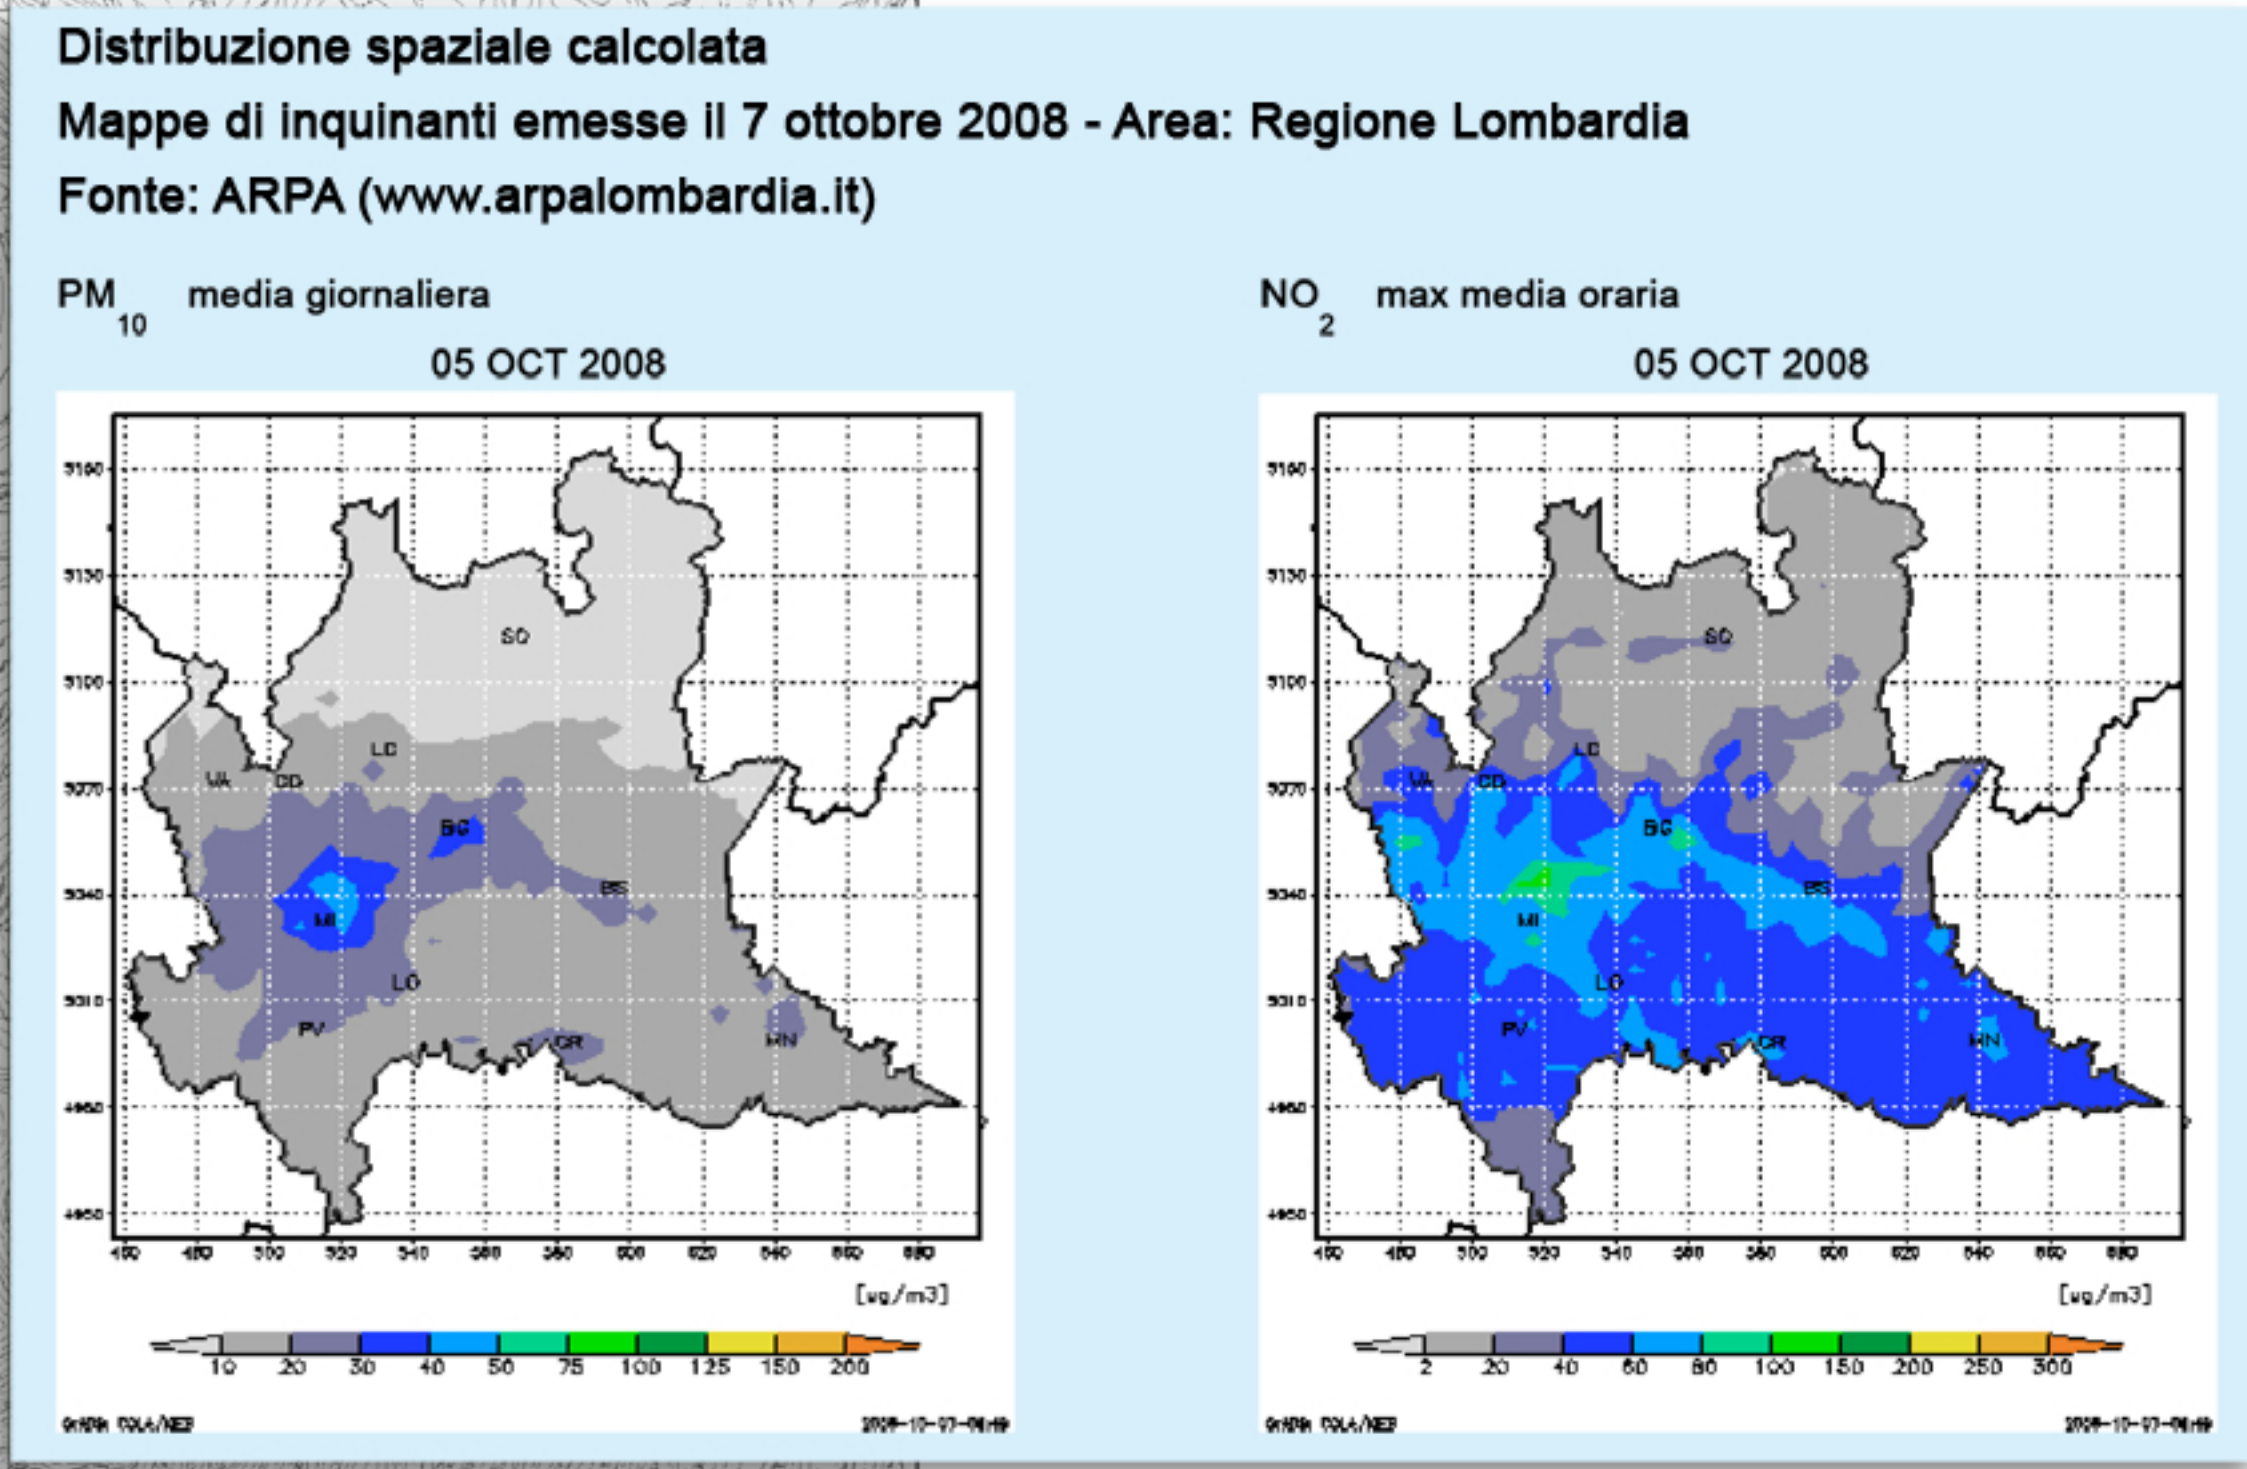 Distribuzione spaziale calcolata
Mappe di inquinanti emesse il 7 ottobre 2008 - Area: Regione Lombardia
Fonte: ARPA (www.arpalombardia.it)
PM10 media giornaliera
05 OCT 2008
SO
LC
VA CO
BG
BS
MI
LO
PV
CR MN
[ug/m3]
10 20 30 40 50 75 100 125 150 200
NO2 max media oraria
05 OCT 2008
SO
LC
VA CO
BG
BS
MI
LO
PV
CR MN
[ug/m3]
2 20 40 60 80 100 150 200 250 300